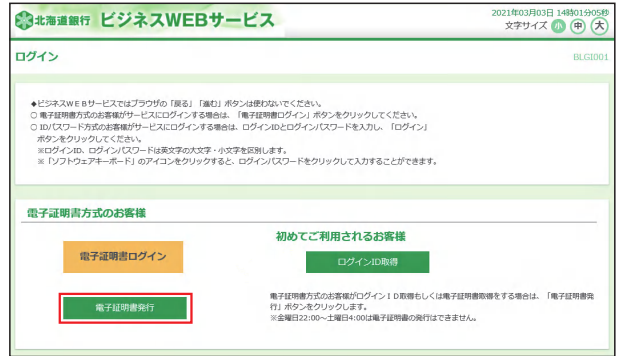 北海道銀行 ビジネスWEBサービス
2021年03月03日 14時01分05秒
文字サイズ 小 中 大
ログイン
BLGI001
◆ビジネスWEBサービスではブラウザの「戻る」「進む」ボタンは使わないでください。
○ 電子証明書方式のお客様がサービスにログインする場合は、「電子証明書ログイン」ボタンをクリックしてください。
○ ID/パスワード方式のお客様がサービスにログインする場合は、ログインIDとログインパスワードを入力し、「ログイン」
ボタンをクリックしてください。
※ログインID、ログインパスワードは英文字の大文字・小文字を区別します。
※「ソフトウェアキーボード」のアイコンをクリックすると、ログインパスワードをクリックして入力することができます。
電子証明書方式のお客様
電子証明書ログイン
電子証明書発行
初めてご利用されるお客様
ログインID取得
電子証明書方式のお客様がログインID取得もしくは電子証明書取得をする場合は、「電子証明書発
行」ボタンをクリックします。
※金曜日22:00～土曜日4:00は電子証明書の発行はできません。